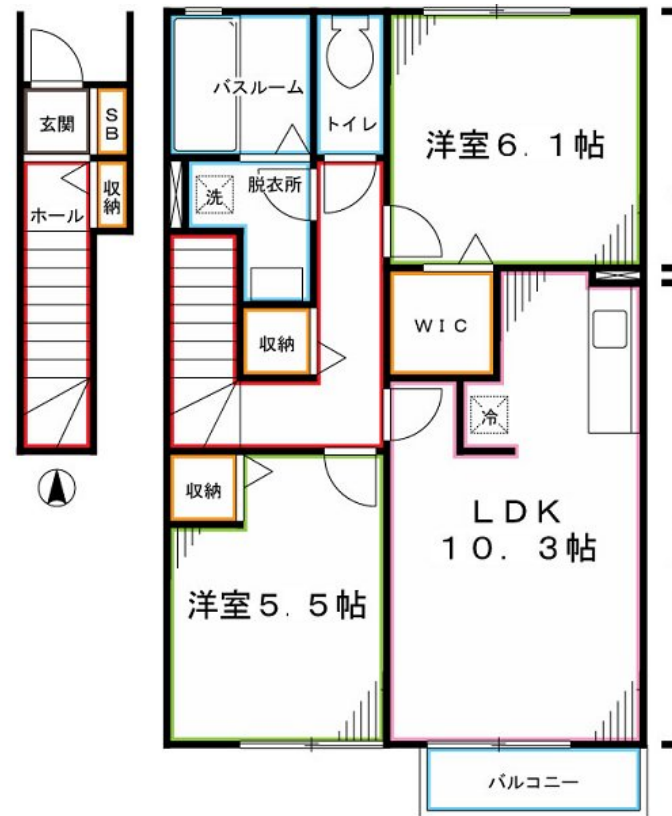 玄関
SB
収納
ホール
バスルーム
トイレ
洋室6.1帖
洗
脱衣所
収納
WIC
冷
収納
LDK
10.3帖
洋室5.5帖
バルコニー